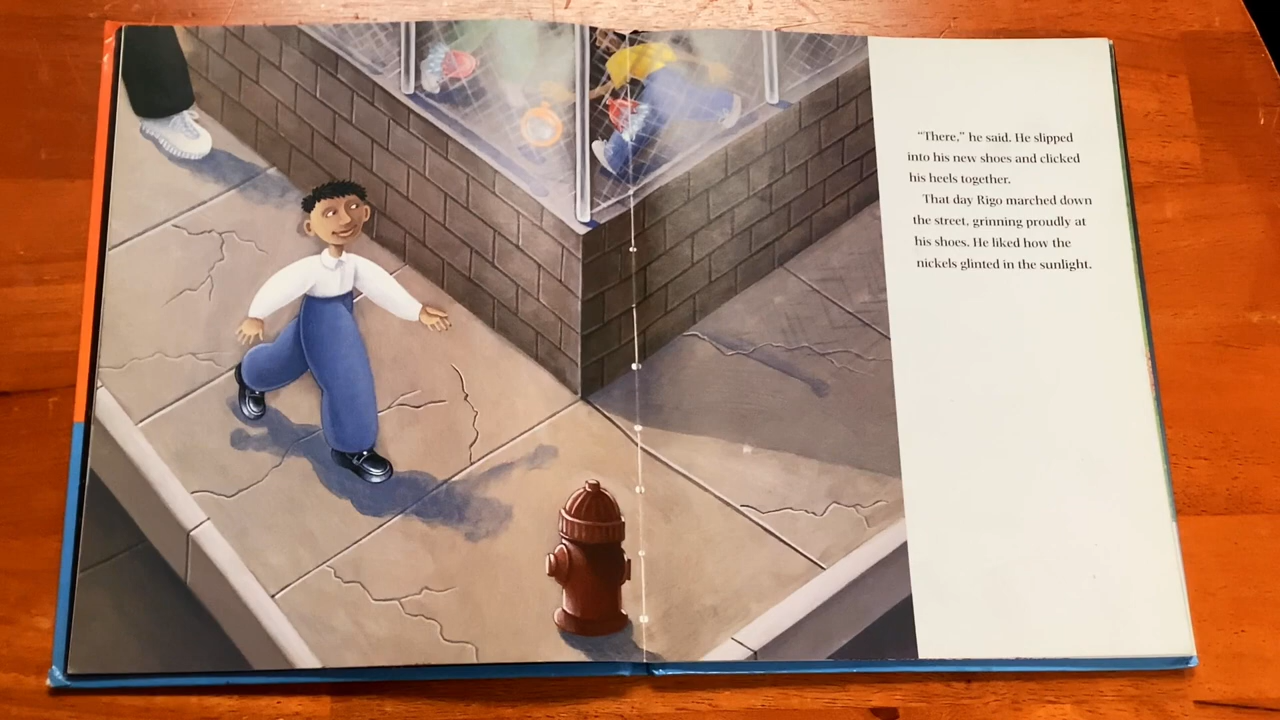 “There,” he said. He slipped
into his new shoes and clicked
his heels together.
That day Rigo marched down
the street, grinning proudly at
his shoes. He liked how the
nickels glinted in the sunlight.